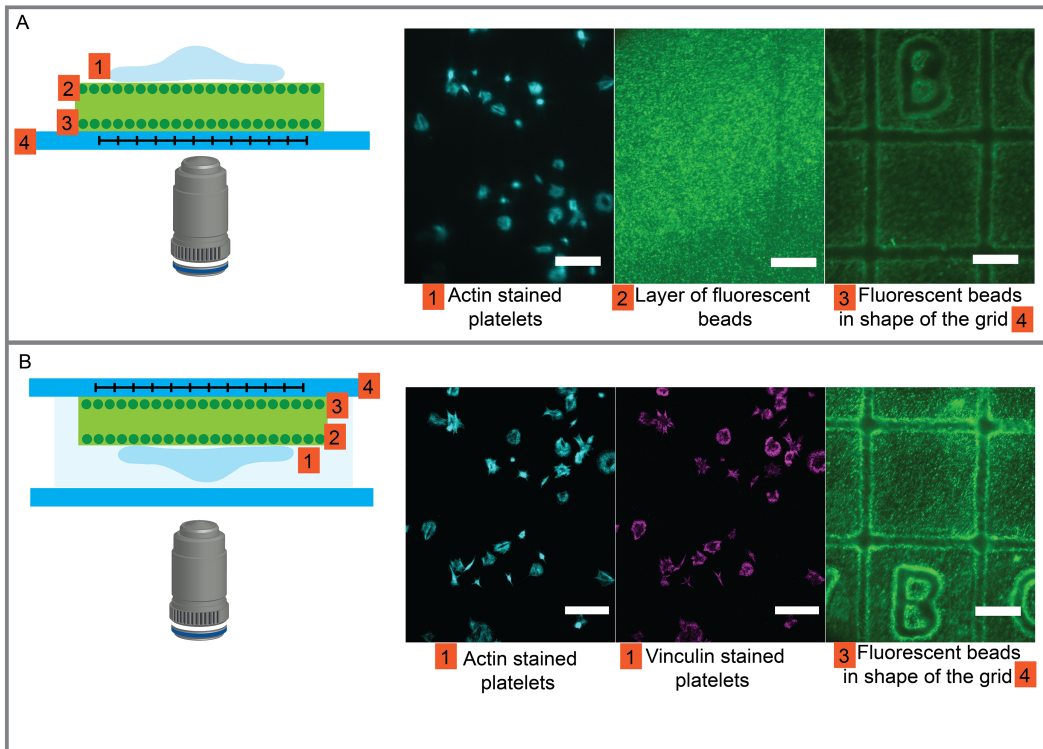 A
1
2
3
4
1 Actin stained
platelets
2 Layer of fluorescent
beads
B
3 Fluorescent beads
in shape of the grid 4
B
4
3
2
1
1 Actin stained
platelets
1 Vinculin stained
platelets
B
3 Fluorescent beads
in shape of the grid 4